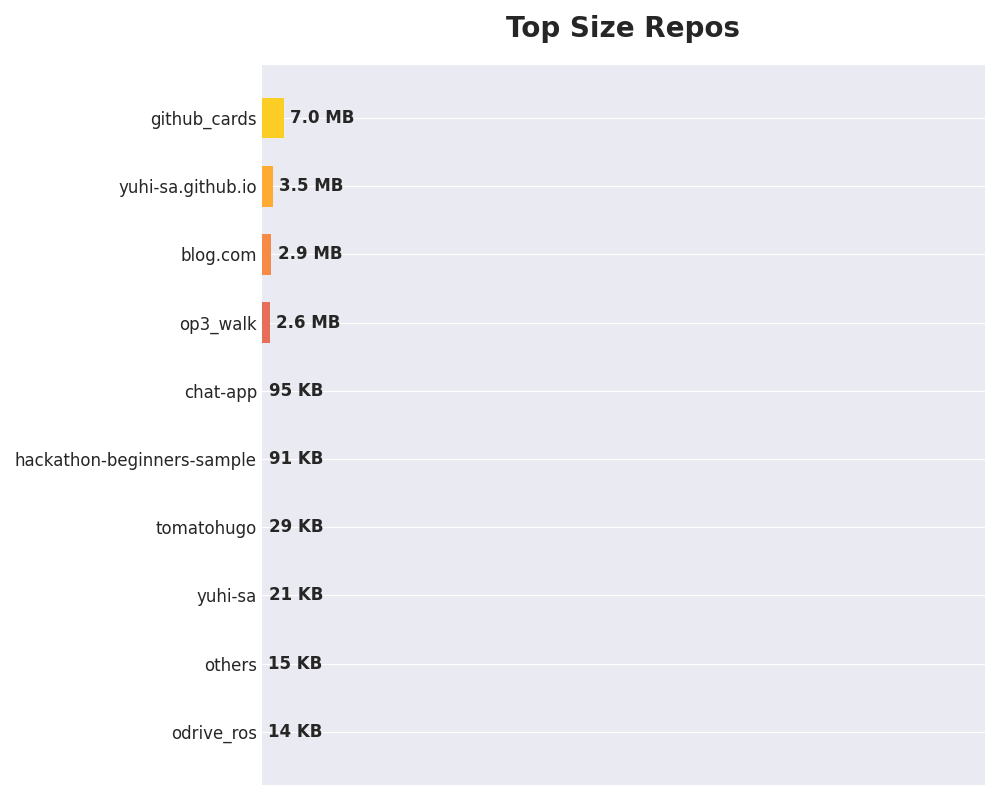 Top Size Repos
github_cards 7.0 MB
yuhi-sa.github.io 3.5 MB
blog.com 2.9 MB
op3_walk 2.6 MB
chat-app 95 KB
hackathon-beginners-sample 91 KB
tomatohugo 29 KB
yuhi-sa 21 KB
others 15 KB
odrive_ros 14 KB